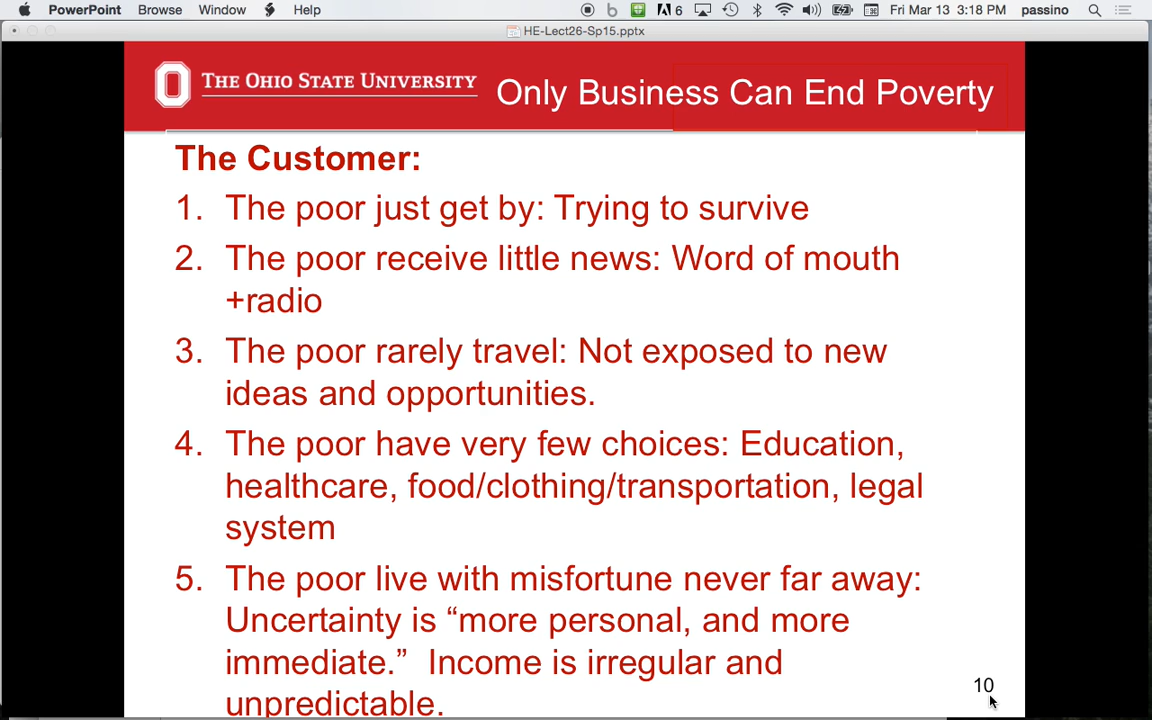 PowerPoint Browse Window Help 6 Fri Mar 13 3:18 PM passino
HE-Lect26-Sp15.pptx
THE OHIO STATE UNIVERSITY
Only Business Can End Poverty
The Customer:
1. The poor just get by: Trying to survive
2. The poor receive little news: Word of mouth
+radio
3. The poor rarely travel: Not exposed to new
ideas and opportunities.
4. The poor have very few choices: Education,
healthcare, food/clothing/transportation, legal
system
5. The poor live with misfortune never far away:
Uncertainty is “more personal, and more
immediate.” Income is irregular and
unpredictable.
10